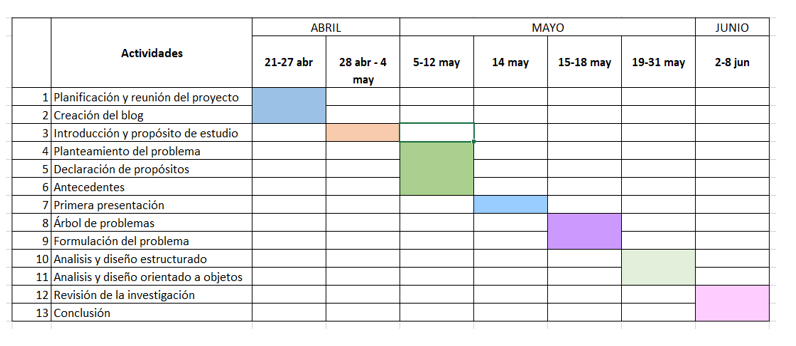 ABRIL MAYO JUNIO
Actividades 21-27 abr 28 abr - 4 may 5-12 may 14 may 15-18 may 19-31 may 2-8 jun
1 Planificación y reunión del proyecto
2 Creación del blog
3 Introducción y propósito de estudio
4 Planteamiento del problema
5 Declaración de propósitos
6 Antecedentes
7 Primera presentación
8 Árbol de problemas
9 Formulación del problema
10 Analisis y diseño estructurado
11 Analisis y diseño orientado a objetos
12 Revisión de la investigación
13 Conclusión